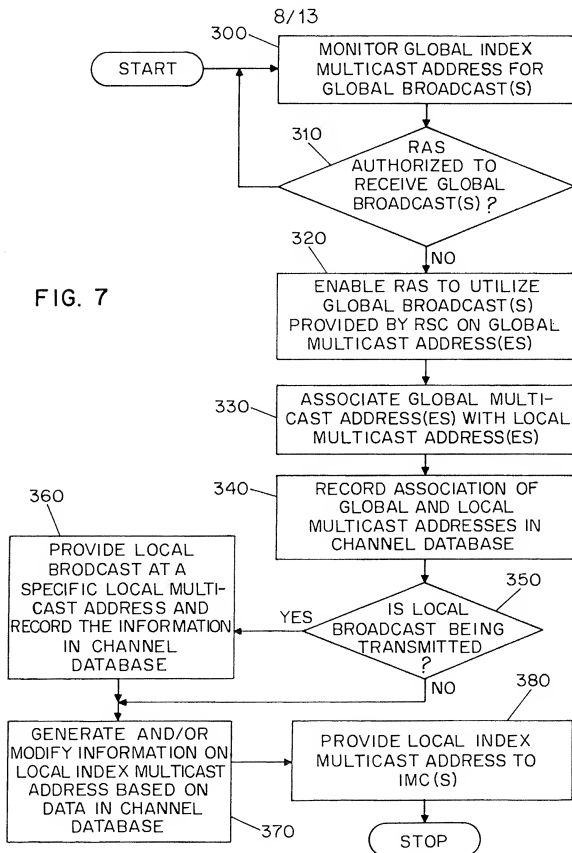 8/13
300
START
MONITOR GLOBAL INDEX
MULTICAST ADDRESS FOR
GLOBAL BROADCAST(S)
310
RAS
AUTHORIZED TO
RECEIVE GLOBAL
BROADCAST(S) ?
NO
320
FIG. 7
ENABLE RAS TO UTILIZE
GLOBAL BROADCAST(S)
PROVIDED BY RSC ON GLOBAL
MULTICAST ADDRESS(ES)
330
ASSOCIATE GLOBAL MULTI-
CAST ADDRESS(ES) WITH LOCAL
MULTICAST ADDRESS(ES)
340
RECORD ASSOCIATION OF
GLOBAL AND LOCAL
MULTICAST ADDRESSES IN
CHANNEL DATABASE
350
IS LOCAL
BROADCAST BEING
TRANSMITTED
?
YES
NO
360
PROVIDE LOCAL
BRODCAST AT A
SPECIFIC LOCAL MULTI-
CAST ADDRESS AND
RECORD THE INFORMATION
IN CHANNEL
DATABASE
GENERATE AND/OR
MODIFY INFORMATION ON
LOCAL INDEX MULTICAST
ADDRESS BASED ON
DATA IN CHANNEL
DATABASE
370
380
PROVIDE LOCAL INDEX
MULTICAST ADDRESS TO
IMC(S)
STOP